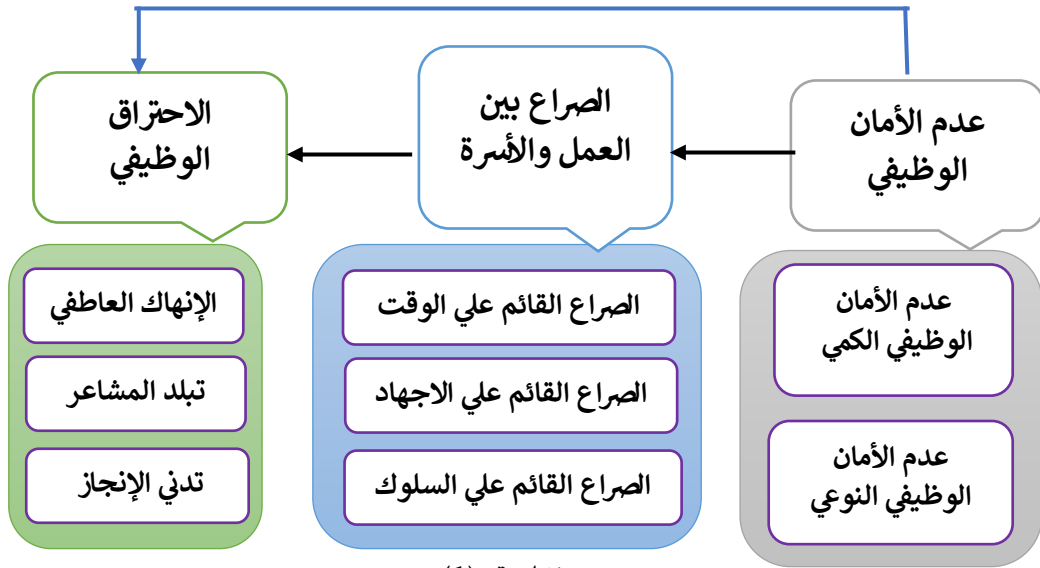 عدم الأمان
الوظيفي
الصراع بين
العمل والأسرة
الاحتراق
الوظيفي
عدم الأمان
الوظيفي الكمي
عدم الأمان
الوظيفي النوعي
الصراع القائم علي الوقت
الصراع القائم علي الاجهاد
الصراع القائم علي السلوك
الإنهاك العاطفي
تبلد المشاعر
تدني الإنجاز